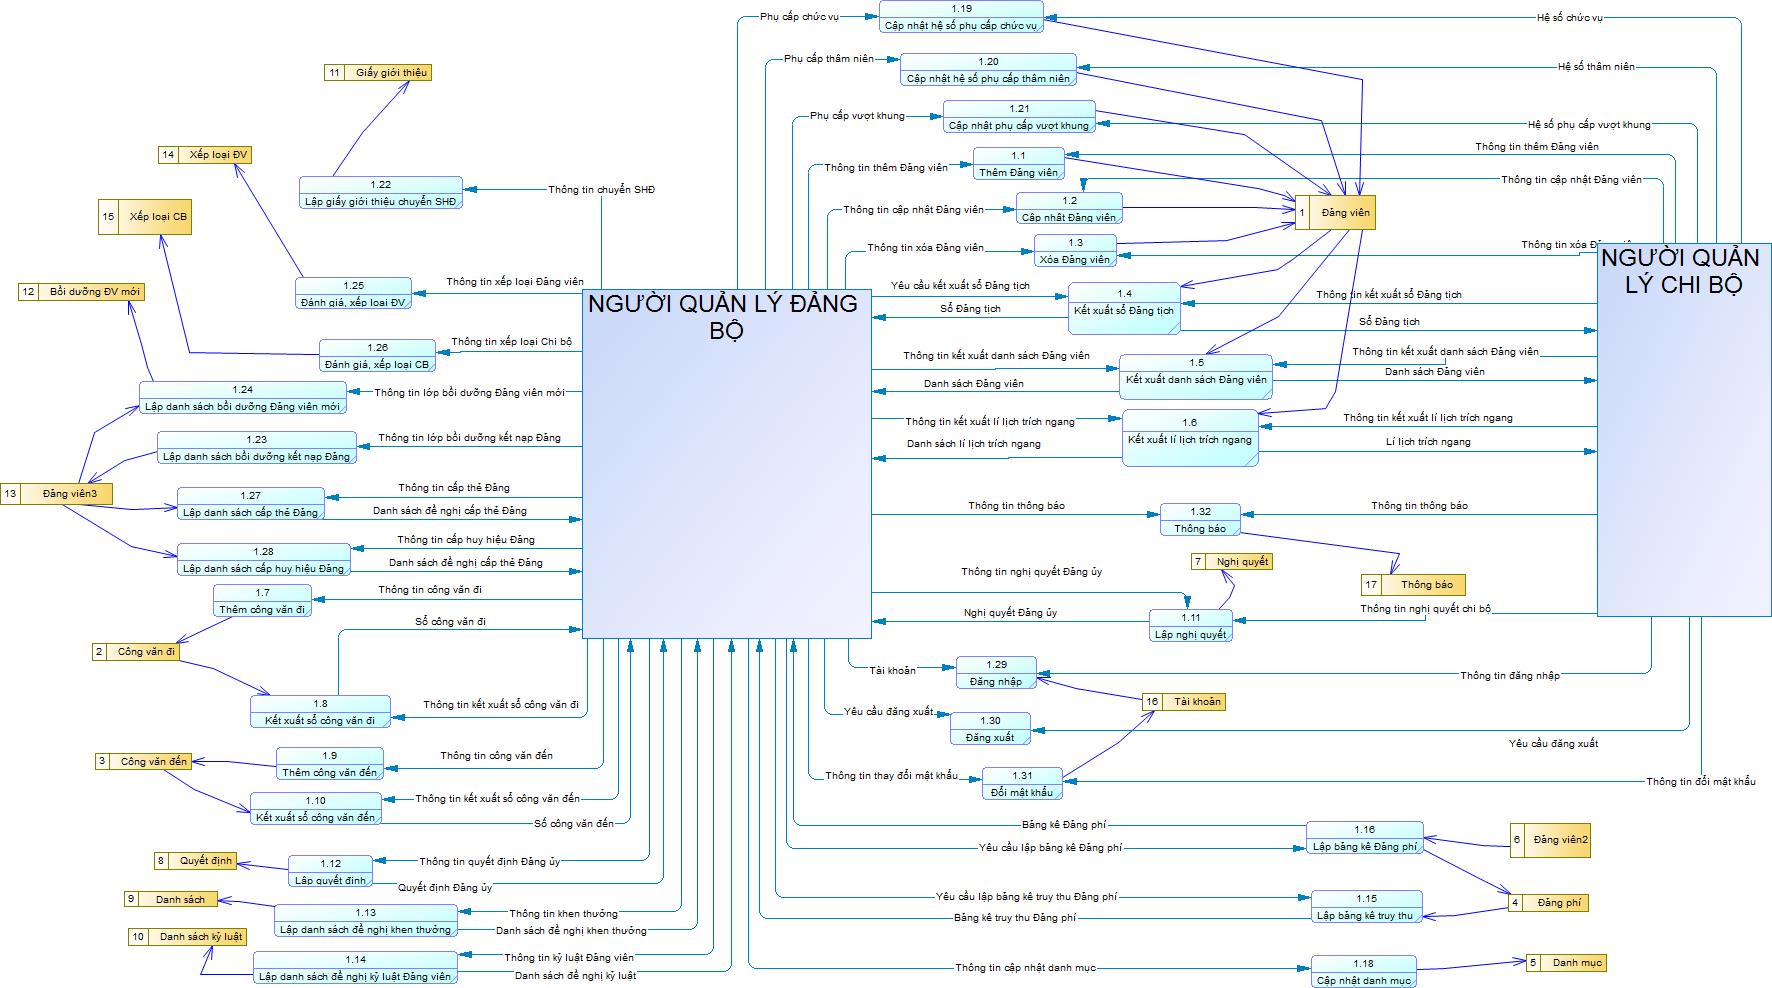 Phụ cấp chức vụ
1.19
Cập nhật hệ số phụ cấp chức vụ
Hệ số chức vụ
Phụ cấp thâm niên
1.20
Cập nhật hệ số phụ cấp thâm niên
Hệ số thâm niên
11 Giấy giới thiệu
Phụ cấp vượt khung
1.21
Cập nhật phụ cấp vượt khung
Hệ số phụ cấp vượt khung
14 Xếp loại ĐV
Thông tin thêm Đảng viên
1.1
Thêm Đảng viên
Thông tin thêm Đảng viên
1.22
Lập giấy giới thiệu chuyển SHĐ
Thông tin chuyển SHĐ
Thông tin cập nhật Đảng viên
1.2
Cập nhật Đảng viên
Thông tin cập nhật Đảng viên
15 Xếp loại CB
1 Đảng viên
Thông tin xóa Đảng viên
1.3
Xóa Đảng viên
Thông tin xóa Đảng viên
NGƯỜI QUẢN
LÝ CHI BỘ
12 Bồi dưỡng ĐV mới
1.25
Đánh giá, xếp loại ĐV
Thông tin xếp loại Đảng viên
NGƯỜI QUẢN LÝ ĐẢNG
BỘ
Yêu cầu kết xuất sổ Đảng tịch
Sổ Đảng tịch
1.4
Kết xuất sổ Đảng tịch
Thông tin kết xuất sổ Đảng tịch
Sổ Đảng tịch
1.26
Đánh giá, xếp loại CB
Thông tin xếp loại Chi bộ
Thông tin kết xuất danh sách Đảng viên
Danh sách Đảng viên
1.5
Kết xuất danh sách Đảng viên
Thông tin kết xuất danh sách Đảng viên
Danh sách Đảng viên
1.24
Lập danh sách bồi dưỡng Đảng viên mới
Thông tin lớp bồi dưỡng Đảng viên mới
Thông tin kết xuất lí lịch trích ngang
Danh sách lí lịch trích ngang
1.6
Kết xuất lí lịch trích ngang
Thông tin kết xuất lí lịch trích ngang
Lí lịch trích ngang
1.23
Lập danh sách bồi dưỡng kết nạp Đảng
Thông tin lớp bồi dưỡng kết nạp Đảng
13 Đảng viên3
1.27
Lập danh sách cấp thẻ Đảng
Thông tin cấp thẻ Đảng
Danh sách đề nghị cấp thẻ Đảng
Thông tin thông báo
1.32
Thông báo
Thông tin thông báo
1.28
Lập danh sách cấp huy hiệu Đảng
Thông tin cấp huy hiệu Đảng
Danh sách đề nghị cấp thẻ Đảng
7 Nghị quyết
17 Thông báo
Thông tin nghị quyết Đảng ủy
Nghị quyết Đảng ủy
1.11
Lập nghị quyết
Thông tin nghị quyết chi bộ
1.7
Thêm công văn đi
Thông tin công văn đi
Sổ công văn đi
2 Công văn đi
Tài khoản
1.29
Đăng nhập
Thông tin đăng nhập
16 Tài khoản
1.8
Kết xuất sổ công văn đi
Thông tin kết xuất sổ công văn đi
Yêu cầu đăng xuất
1.30
Đăng xuất
Yêu cầu đăng xuất
3 Công văn đến
1.9
Thêm công văn đến
Thông tin công văn đến
Thông tin thay đổi mật khẩu
1.31
Đổi mật khẩu
Thông tin đổi mật khẩu
1.10
Kết xuất sổ công văn đến
Thông tin kết xuất sổ công văn đến
Số công văn đến
Bảng kê Đảng phí
Yêu cầu lập bảng kê Đảng phí
1.16
Lập bảng kê Đảng phí
6 Đảng viên2
8 Quyết định
1.12
Lập quyết định
Thông tin quyết định Đảng ủy
Quyết định Đảng ủy
9 Danh sách
1.13
Lập danh sách đề nghị khen thưởng
Thông tin khen thưởng
Danh sách đề nghị khen thưởng
Yêu cầu lập bảng kê truy thu Đảng phí
Bảng kê truy thu Đảng phí
1.15
Lập bảng kê truy thu
4 Đảng phí
10 Danh sách kỷ luật
1.14
Lập danh sách đề nghị kỷ luật Đảng viên
Thông tin kỷ luật Đảng viên
Danh sách đề nghị kỷ luật
Thông tin cập nhật danh mục
1.18
Cập nhật danh mục
5 Danh mục